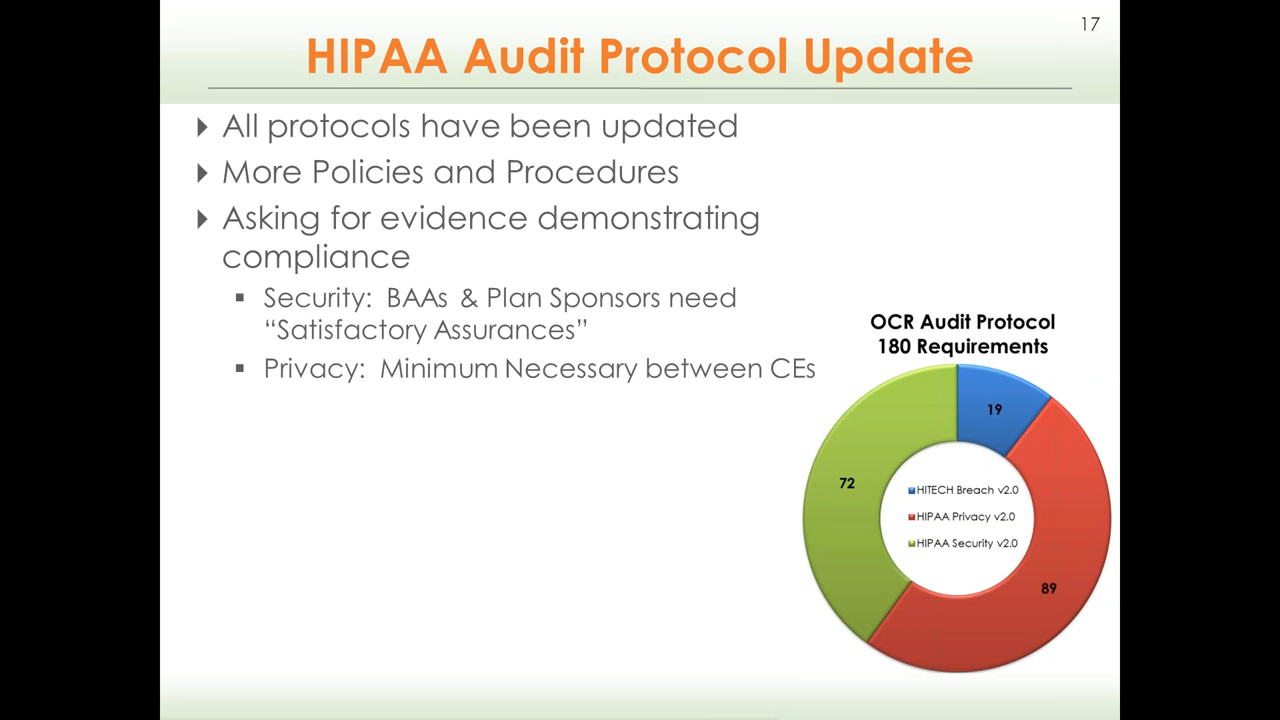 17
HIPAA Audit Protocol Update
All protocols have been updated
More Policies and Procedures
Asking for evidence demonstrating
compliance
Security: BAAs & Plan Sponsors need
“Satisfactory Assurances”
Privacy: Minimum Necessary between CEs
OCR Audit Protocol
180 Requirements
19
72
HITECH Breach v2.0
HIPAA Privacy v2.0
HIPAA Security v2.0
89